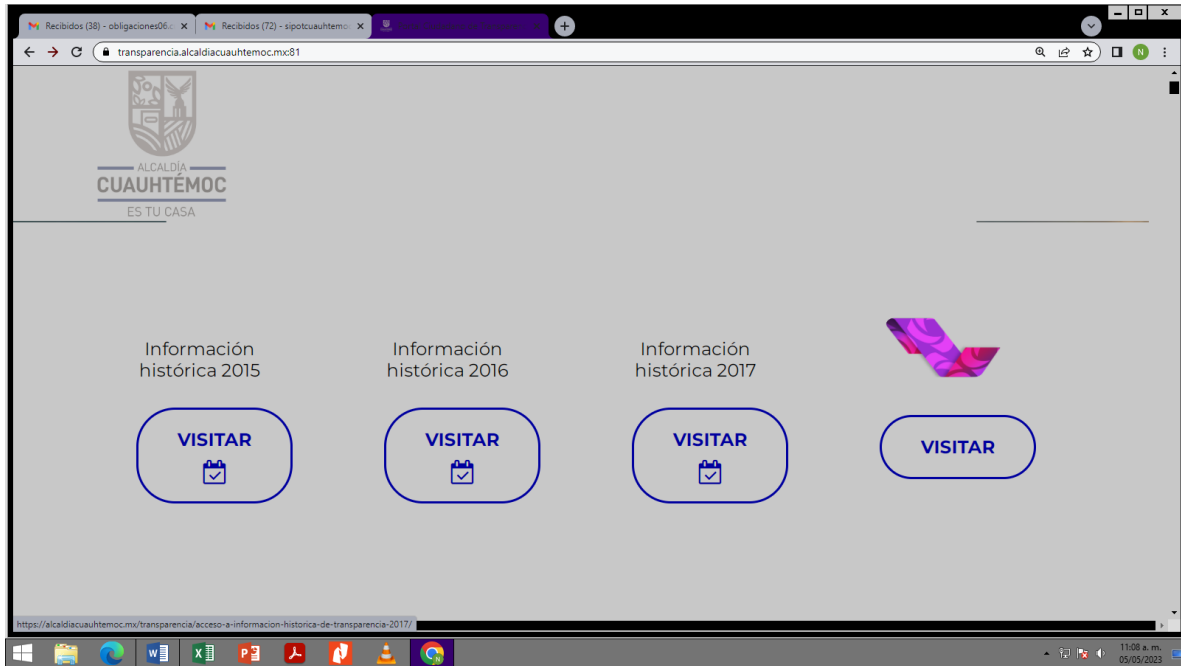 Recibidos (38) - obligaciones06.c
Recibidos (72) - sipotcuauhtemo
transparencia.alcaldiacuauhtemoc.mx:81
N
ALCALDÍA
CUAUHTÉMOC
ES TU CASA
Información
histórica 2015
VISITAR
Información
histórica 2016
VISITAR
Información
histórica 2017
VISITAR
VISITAR
https://alcaldiacuauhtemoc.mx/transparencia/acceso-a-informacion-historica-de-transparencia-2017/
11:08 a. m.
05/05/2023